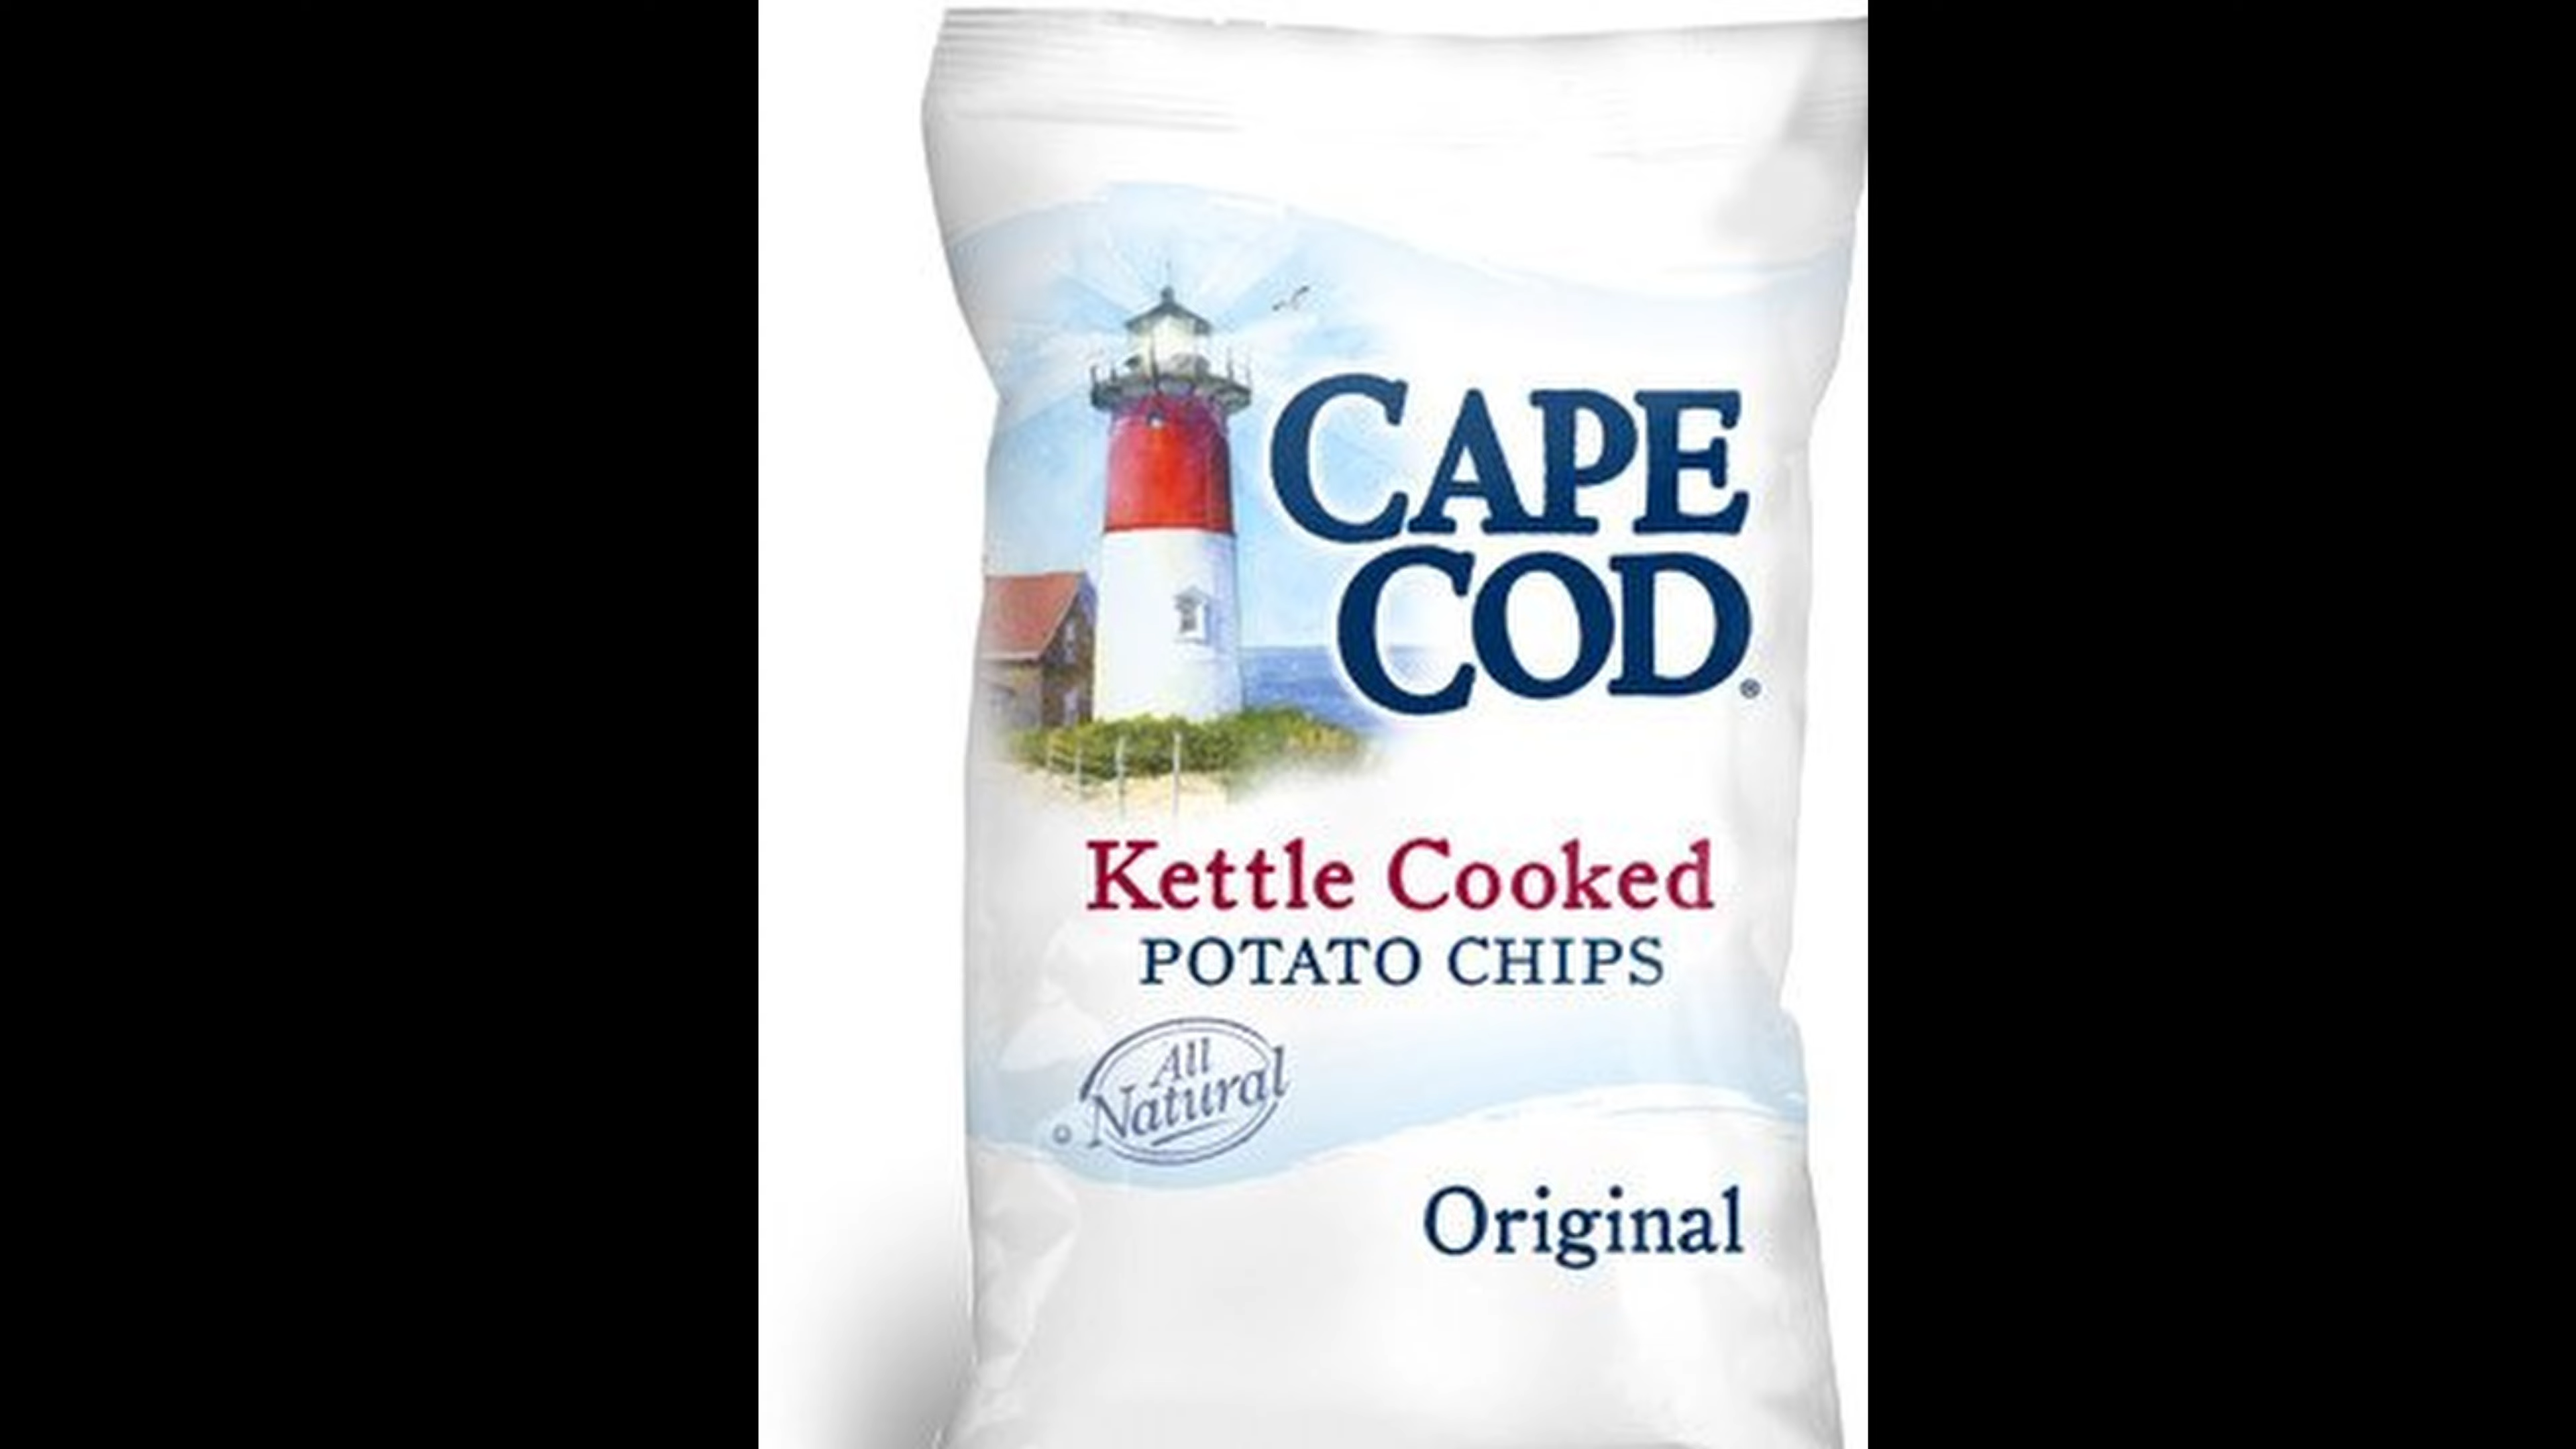 CAPE
COD®
Kettle Cooked
POTATO CHIPS
All
Natural
Original